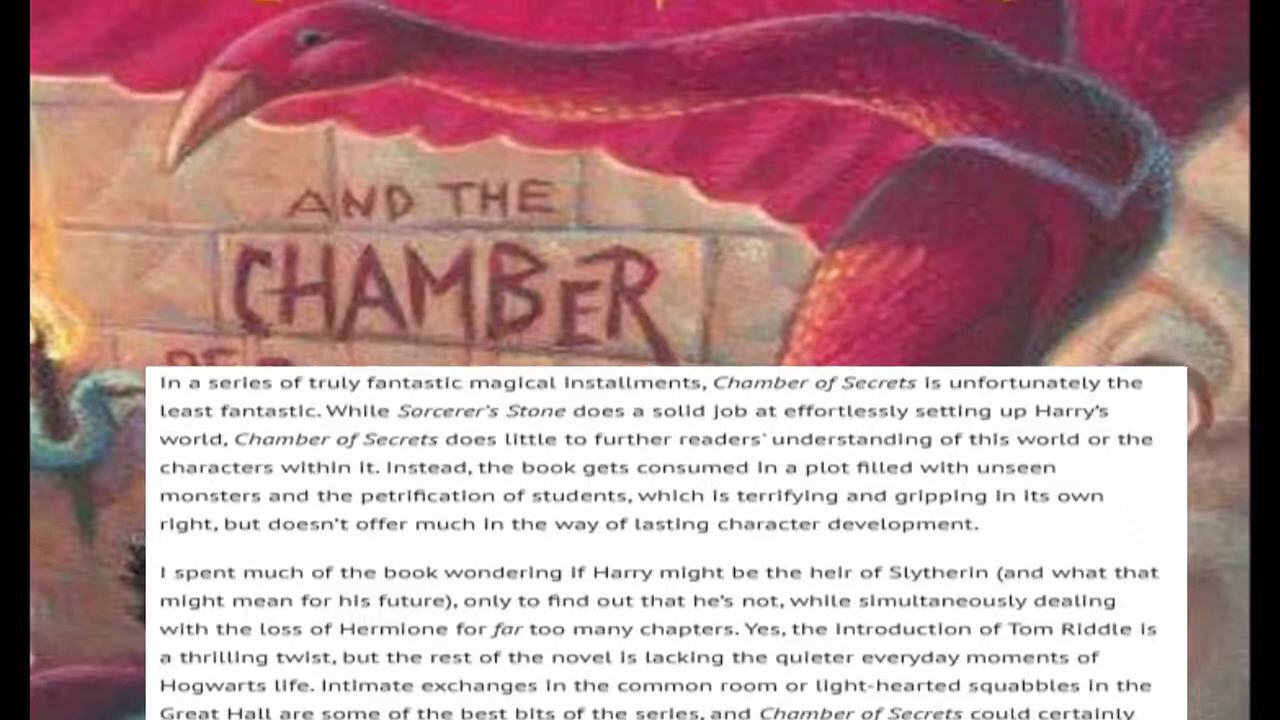 AND THE
CHAMBER
In a series of truly fantastic magical installments, Chamber of Secrets is unfortunately the
least fantastic. While Sorcerer's Stone does a solid job at effortlessly setting up Harry's
world, Chamber of Secrets does little to further readers' understanding of this world or the
characters within it. Instead, the book gets consumed in a plot filled with unseen
monsters and the petrification of students, which is terrifying and gripping in its own
right, but doesn't offer much in the way of lasting character development.
I spent much of the book wondering if Harry might be the heir of Slytherin (and what that
might mean for his future), only to find out that he's not, while simultaneously dealing
with the loss of Hermione for far too many chapters. Yes, the introduction of Tom Riddle is
a thrilling twist, but the rest of the novel is lacking the quieter everyday moments of
Hogwarts life. Intimate exchanges in the common room or light-hearted squabbles in the
Great Hall are some of the best bits of the series, and Chamber of Secrets could certainly